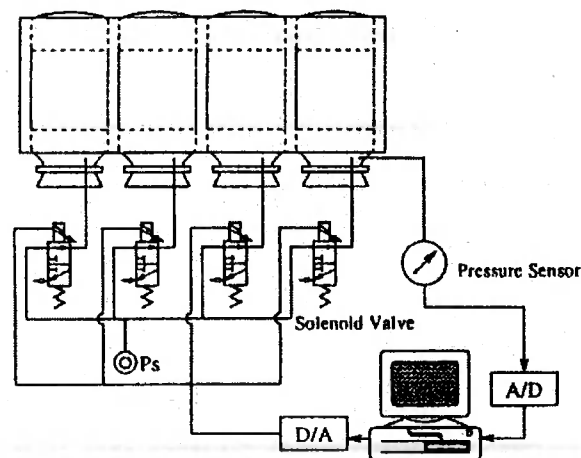 Pressure Sensor
Solenoid Valve
Ps
A/D
D/A